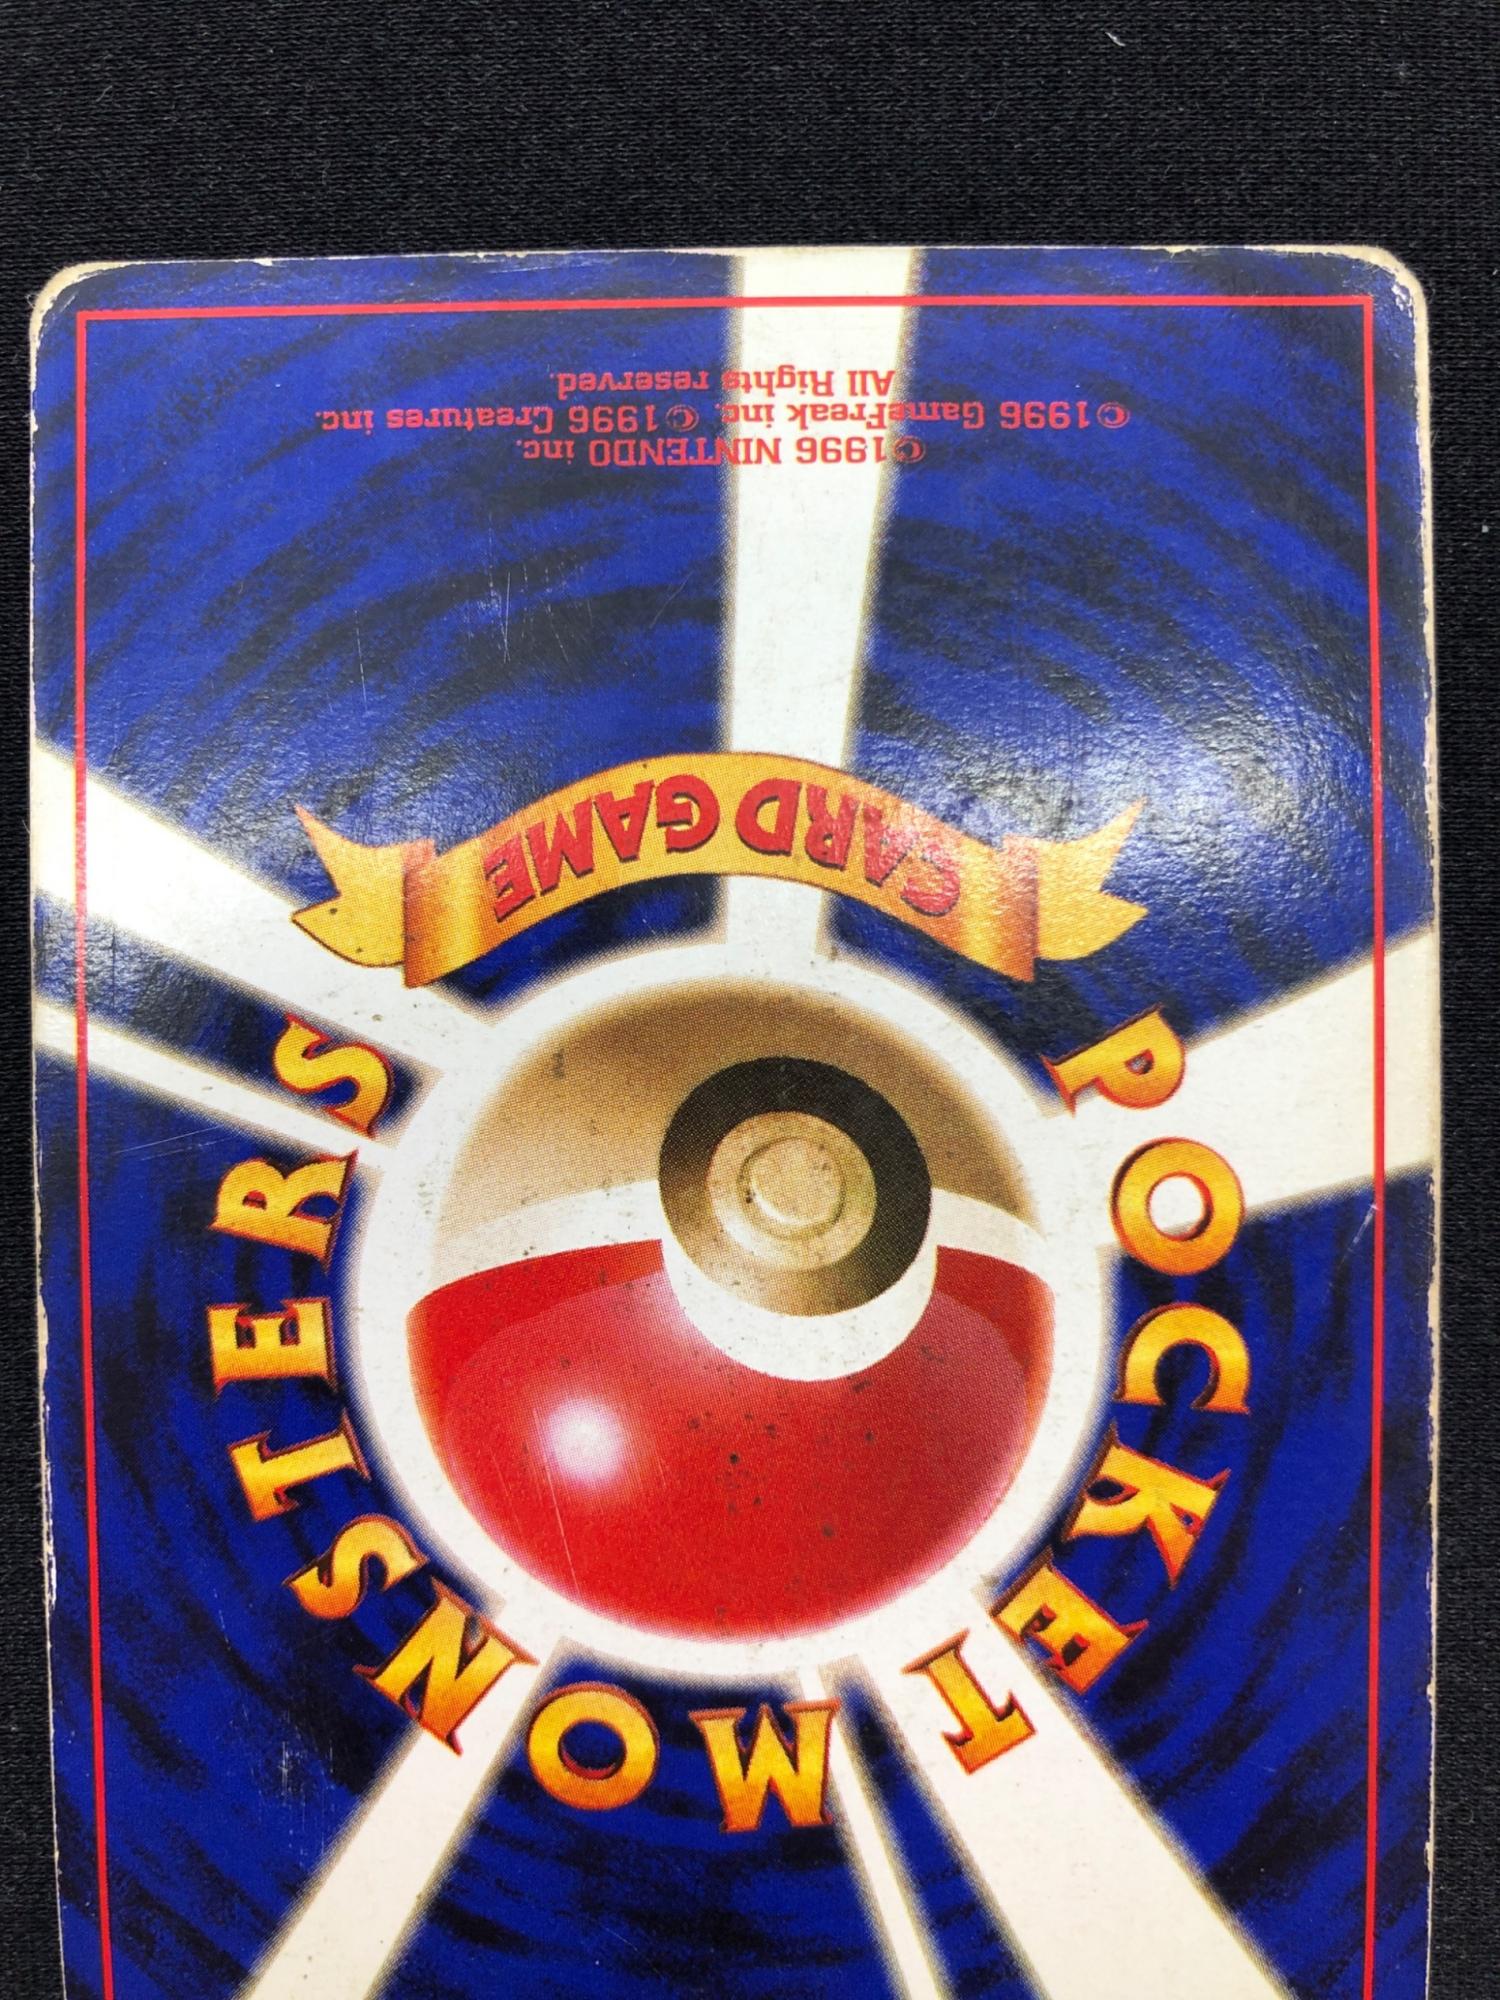 POCKET MONSTERS
CARD GAME
©1996 NINTENDO inc.
©1996 GameFreak inc. ©1996 Creatures inc.
All Rights reserved.